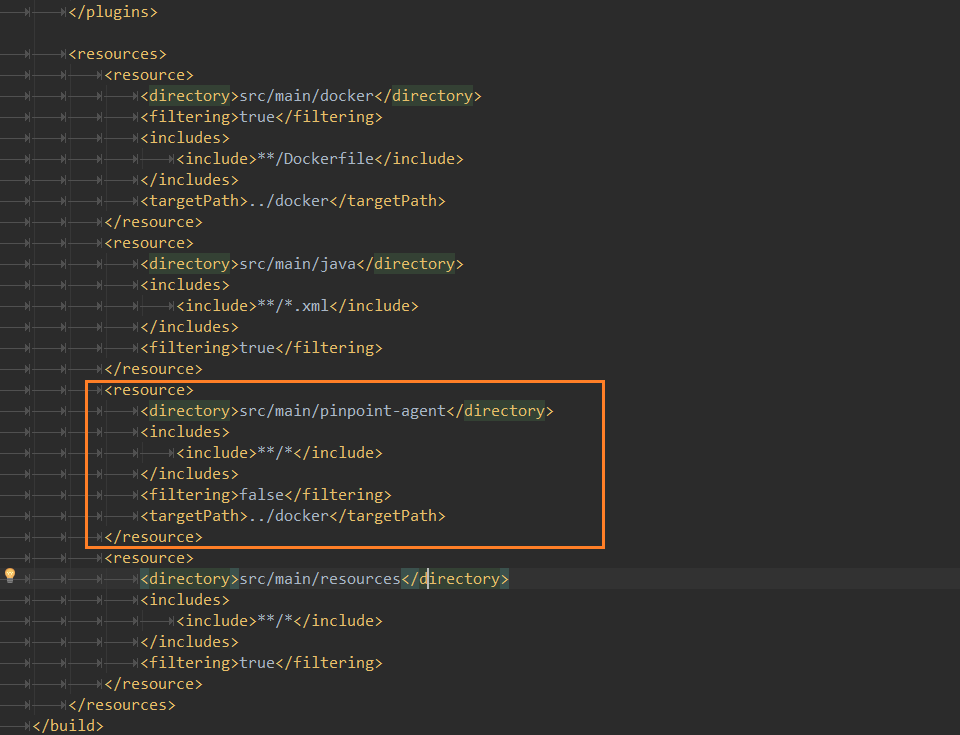 </plugins>
<resources>
<resource>
<directory>src/main/docker</directory>
<filtering>true</filtering>
<includes>
<include>**/Dockerfile</include>
</includes>
<targetPath>../docker</targetPath>
</resource>
<resource>
<directory>src/main/java</directory>
<includes>
<include>**/*.xml</include>
</includes>
<filtering>true</filtering>
</resource>
<resource>
<directory>src/main/pinpoint-agent</directory>
<includes>
<include>**/*</include>
</includes>
<filtering>false</filtering>
<targetPath>../docker</targetPath>
</resource>
<resource>
<directory>src/main/resources</directory>
<includes>
<include>**/*</include>
</includes>
<filtering>true</filtering>
</resource>
</resources>
</build>